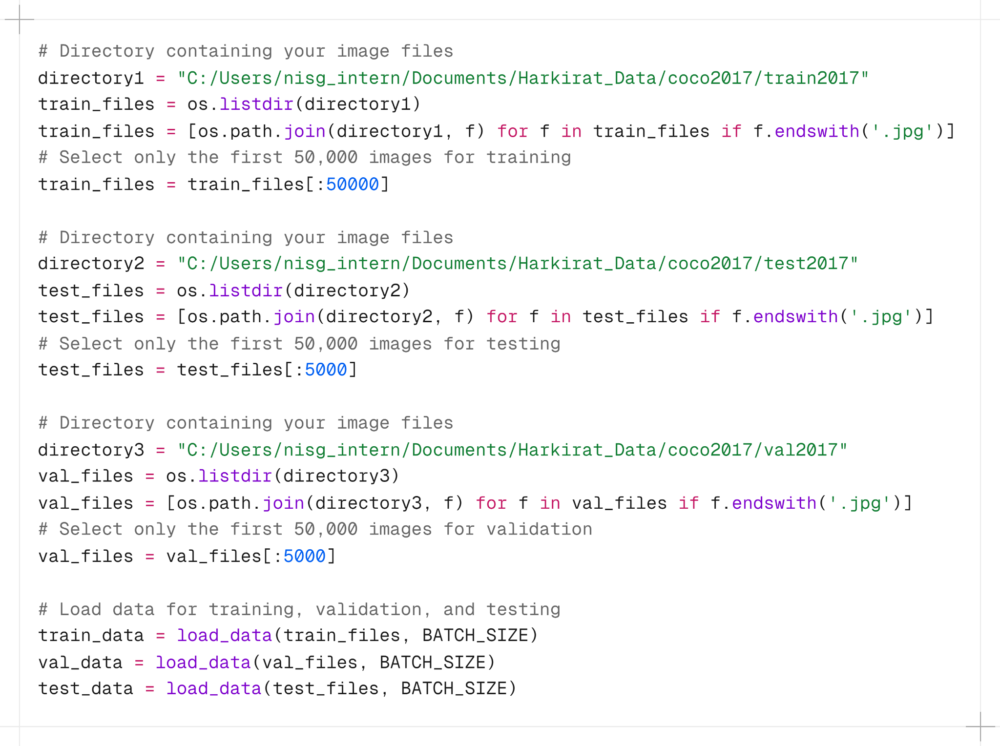 # Directory containing your image files
directory1 = "C:/Users/nisg_intern/Documents/Harkirat_Data/coco2017/train2017"
train_files = os.listdir(directory1)
train_files = [os.path.join(directory1, f) for f in train_files if f.endswith('.jpg')]
# Select only the first 50,000 images for training
train_files = train_files[:50000]

# Directory containing your image files
directory2 = "C:/Users/nisg_intern/Documents/Harkirat_Data/coco2017/test2017"
test_files = os.listdir(directory2)
test_files = [os.path.join(directory2, f) for f in test_files if f.endswith('.jpg')]
# Select only the first 50,000 images for testing
test_files = test_files[:5000]

# Directory containing your image files
directory3 = "C:/Users/nisg_intern/Documents/Harkirat_Data/coco2017/val2017"
val_files = os.listdir(directory3)
val_files = [os.path.join(directory3, f) for f in val_files if f.endswith('.jpg')]
# Select only the first 50,000 images for validation
val_files = val_files[:5000]

# Load data for training, validation, and testing
train_data = load_data(train_files, BATCH_SIZE)
val_data = load_data(val_files, BATCH_SIZE)
test_data = load_data(test_files, BATCH_SIZE)